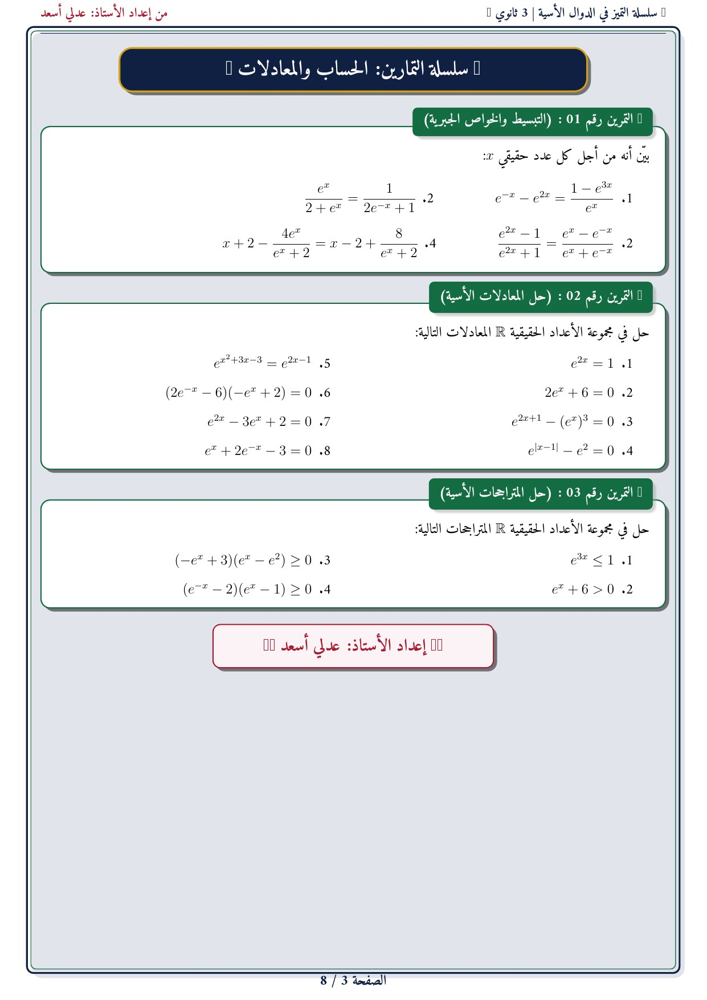 سلسلة التميز في الدوال الأسية | 3 ثانوي
من إعداد الأستاذ: عدلي أسعد
سلسلة التمارين: الحساب والمعادلات
التمرين رقم 01 : (التبسيط والخواص الجبرية)
بيّن أنه من أجل كل عدد حقيقي $x$:
1. $e^{-x} - e^{2x} = \frac{1 - e^{3x}}{e^x}$
2. $\frac{e^x}{2 + e^x} = \frac{1}{2e^{-x} + 1}$
2. $\frac{e^{2x} - 1}{e^{2x} + 1} = \frac{e^x - e^{-x}}{e^x + e^{-x}}$
4. $x + 2 - \frac{4e^x}{e^x + 2} = x - 2 + \frac{8}{e^x + 2}$
التمرين رقم 02 : (حل المعادلات الأسية)
حل في مجموعة الأعداد الحقيقية ℝ المعادلات التالية:
1. $e^{2x} = 1$
2. $2e^x + 6 = 0$
3. $e^{2x+1} - (e^x)^3 = 0$
4. $e^{|x-1|} - e^2 = 0$
5. $e^{x^2+3x-3} = e^{2x-1}$
6. $(2e^{-x} - 6)(-e^x + 2) = 0$
7. $e^{2x} - 3e^x + 2 = 0$
8. $e^x + 2e^{-x} - 3 = 0$
التمرين رقم 03 : (حل المتراجحات الأسية)
حل في مجموعة الأعداد الحقيقية ℝ المتراجحات التالية:
1. $e^{3x} \leq 1$
2. $e^x + 6 > 0$
3. $(-e^x + 3)(e^x - e^2) \geq 0$
4. $(e^{-x} - 2)(e^x - 1) \geq 0$
إعداد الأستاذ: عدلي أسعد
الصفحة 3 / 8